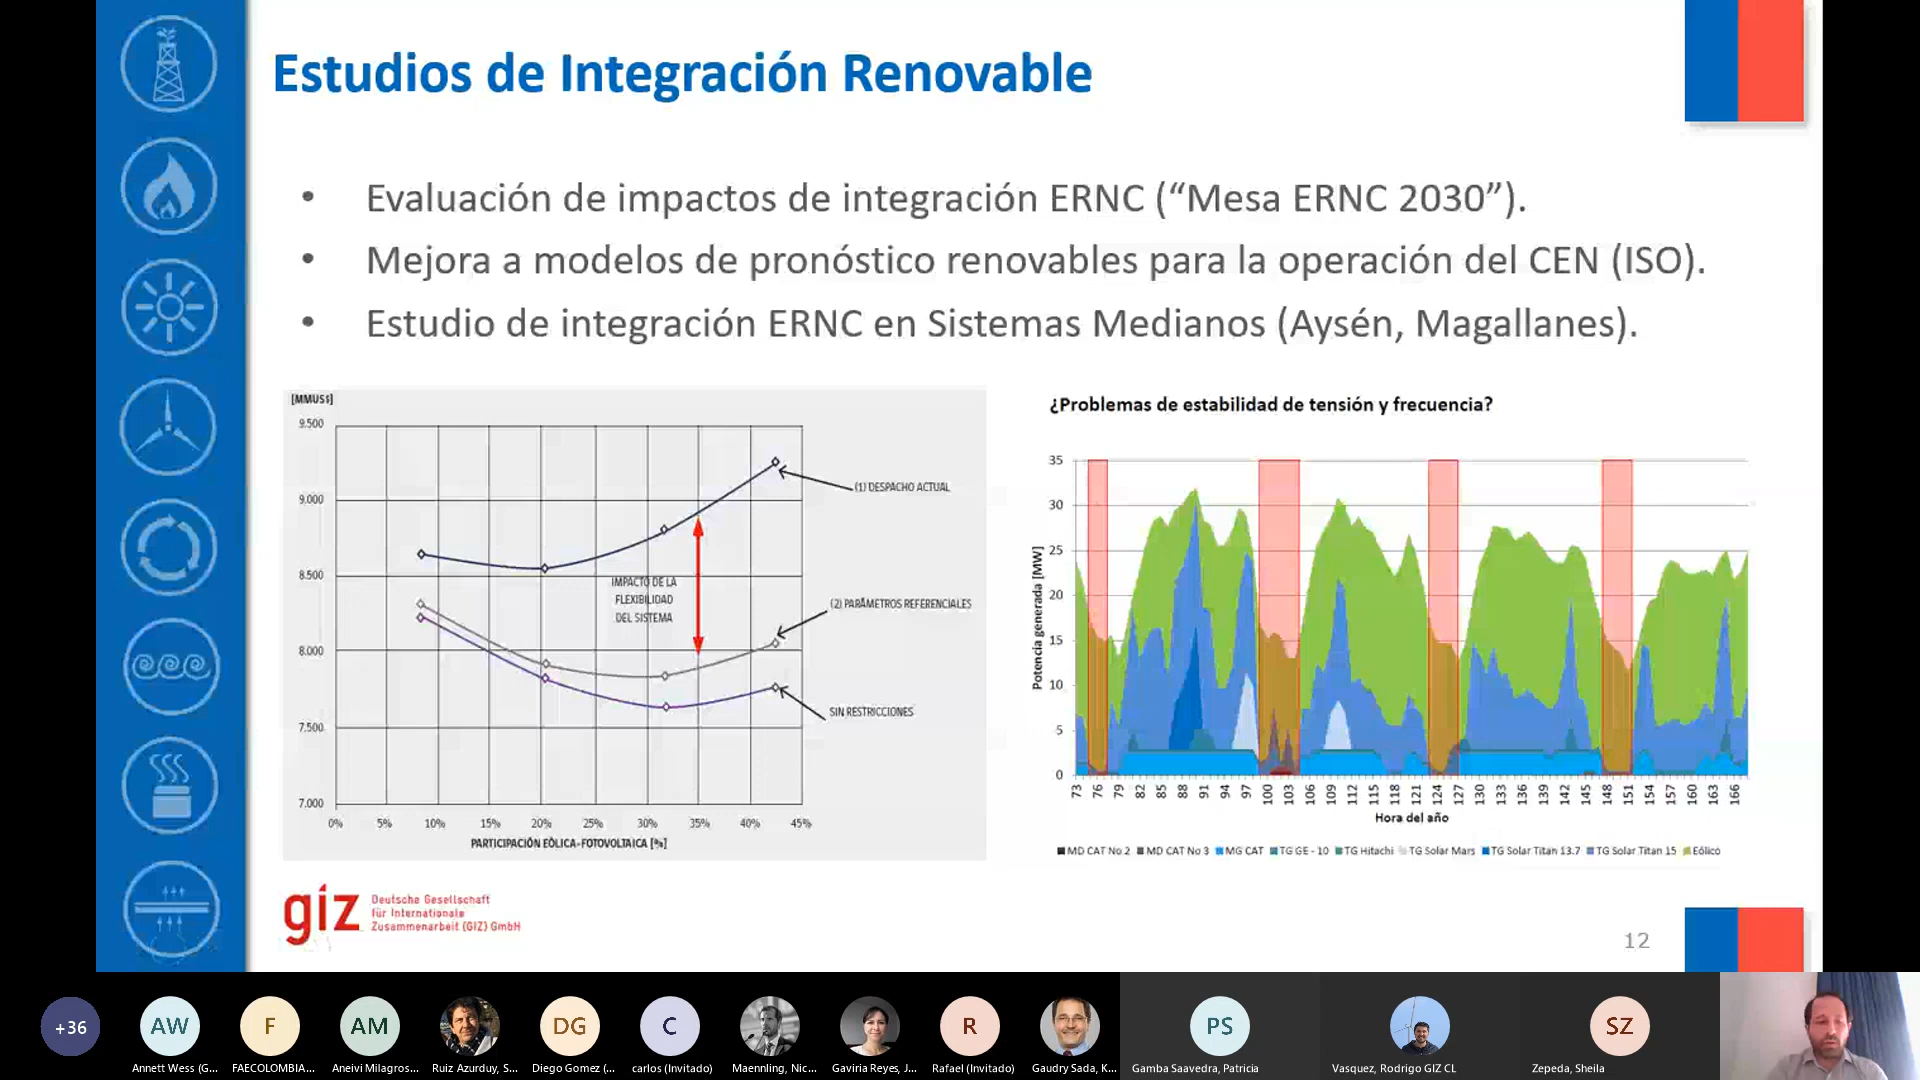 Estudios de Integración Renovable
• Evaluación de impactos de integración ERNC (“Mesa ERNC 2030”).
• Mejora a modelos de pronóstico renovables para la operación del CEN (ISO).
• Estudio de integración ERNC en Sistemas Medianos (Aysén, Magallanes).
[MMUS$]
9.500
9.000
8.500
8.000
7.500
7.000
0% 5% 10% 15% 20% 25% 30% 35% 40% 45%
PARTICIPACIÓN EÓLICA-FOTOVOLTAICA [%]
(1) DESPACHO ACTUAL
IMPACTO DE LA
FLEXIBILIDAD
DEL SISTEMA
(2) PARÁMETROS REFERENCIALES
SIN RESTRICCIONES
¿Problemas de estabilidad de tensión y frecuencia?
Potencia generada [MW]
35
30
25
20
15
10
5
0
73 76 79 82 85 88 91 94 97 100 103 106 109 112 115 118 121 124 127 130 133 136 139 142 145 148 151 154 157 160 163 166
Hora del año
MD CAT No 2 MD CAT No 3 MG CAT TG GE - 10 TG Hitachi TG Solar Mars TG Solar Titan 13.7 TG Solar Titan 15 Eólico
giz
Deutsche Gesellschaft
für Internationale
Zusammenarbeit (GIZ) GmbH
12
+36 AW F AM DG C R PS SZ
Annett Wess (G... FAECOLOMBIA... Aneivi Milagros... Ruiz Azurduy, S... Diego Gomez (... carlos (Invitado) Maennling, Nic... Gaviria Reyes, J... Rafael (Invitado) Gaudry Sada, K... Gamba Saavedra, Patricia Vasquez, Rodrigo GIZ CL Zepeda, Sheila